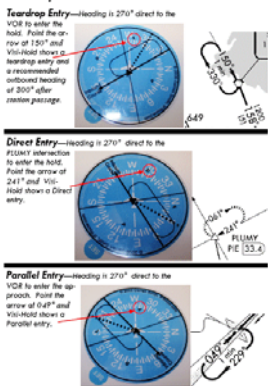 Teardrop Entry—Heading is 270° direct to the
VOR to enter the
hold. Point the ar-
row at 150° and
Visi-Hold shows a
teardrop entry and
a recommended
outbound heading
at 200° after
station passage.
330°
150°
649
Direct Entry—Heading is 270° direct to the
PLUMY intersection
to enter the hold.
Point the arrow at
241° and Visi-
Hold shows a Direct
entry.
061°
241°
PLUMY
PIE 33.4
Parallel Entry—Heading is 270° direct to the
VOR to enter the ap-
proach. Point the
arrow at 049° and
Visi-Hold shows a
Parallel entry.
049°
229°